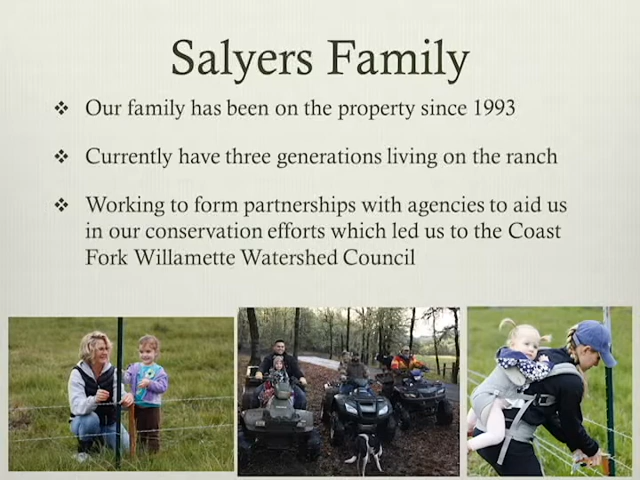 Salyers Family
❖ Our family has been on the property since 1993
❖ Currently have three generations living on the ranch
❖ Working to form partnerships with agencies to aid us
in our conservation efforts which led us to the Coast
Fork Willamette Watershed Council